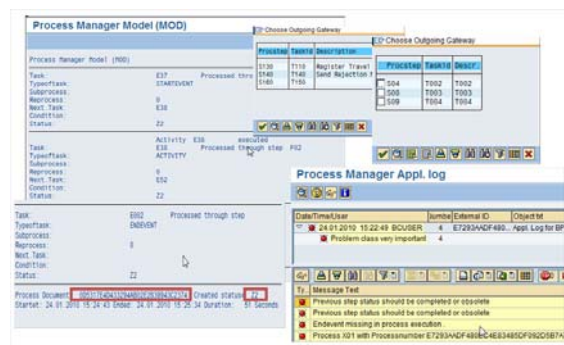 Process Manager Model (MOD)
Process Manager Model (MOD)
Task: E37 Processed thro
Typeoftask: STARTEVENT
Subprocess:
Reprocess: 0
Next.Task: E38
Condition:
Status: Z2
Activity E38 executed
Task: E38 Processed through step P02
Typeoftask: ACTIVITY
Subprocess:
Reprocess: 0
Next.Task: E52
Condition:
Status: Z2
Task: E002 Processed through step
Typeoftask: ENDEVENT
Subprocess:
Reprocess: 0
Next.Task:
Condition:
Status: Z2
Process Document: Created status: Z2
Startet: 24.01.2010 15:24:43 Ended: 24.01.2010 15:25:34 Duration: 51 Seconds
Choose Outgoing Gateway
Procstep TaskId Description
S130 T110 Register Travel
S140 T140 Send Rejection
S150 T150
Choose Outgoing Gateway
Procstep TaskId Descr.
S04 T002 T002
S08 T003 T003
S09 T004 T004
Process Manager Appl. log
Date/Time/User Numbe External ID Object txt
24.01.2010 15:22:49 BCUSER 4 E7293AADF480... Appl. Log for BF
Problem class very important 4
Ty.. Message Text
Previous step status should be completed or obsolete
Previous step status should be completed or obsolete
Endevent missing in process execution.
Process X01 with Processnumber